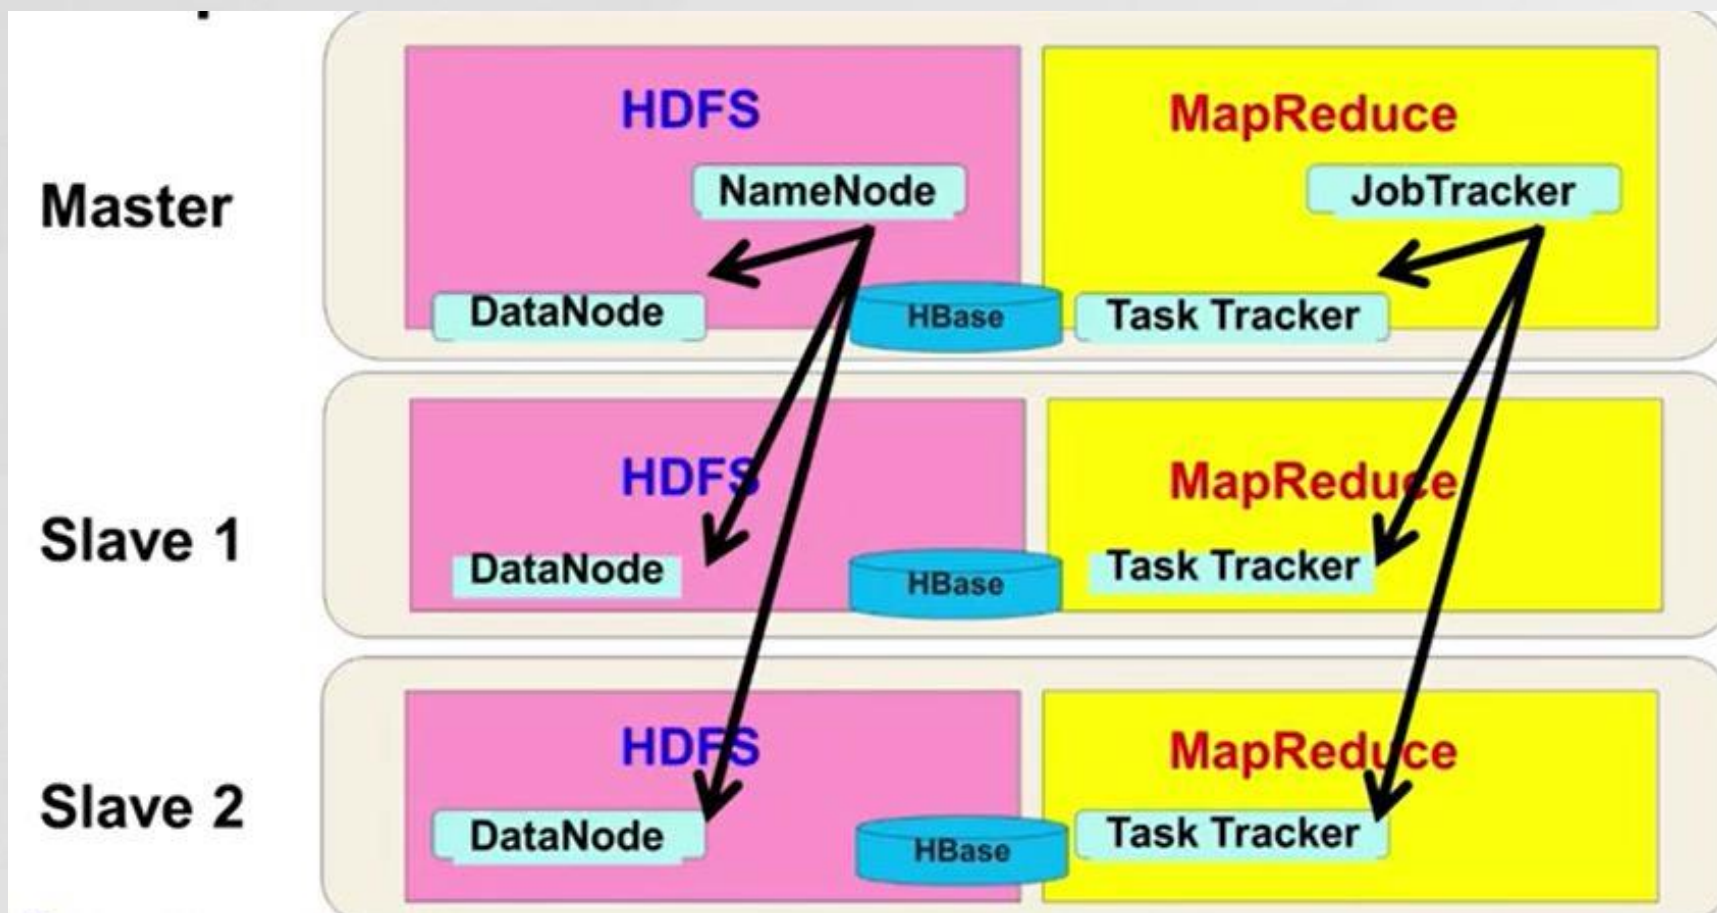 HDFS
MapReduce
Master
NameNode
JobTracker
DataNode
HBase
Task Tracker
HDFS
MapReduce
Slave 1
DataNode
HBase
Task Tracker
HDFS
MapReduce
Slave 2
DataNode
HBase
Task Tracker